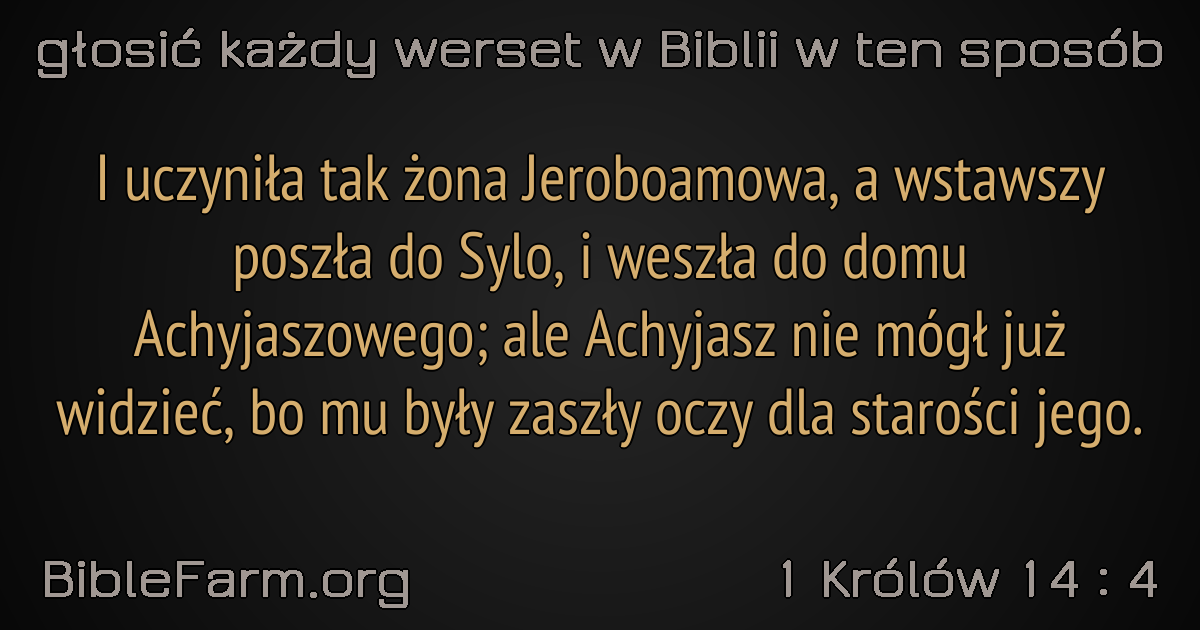 głosić każdy werset w Biblii w ten sposób
I uczyniła tak żona Jeroboamowa, a wstawszy
poszła do Sylo, i weszła do domu
Achyjaszowego; ale Achyjasz nie mógł już
widzieć, bo mu były zaszły oczy dla starości jego.
BibleFarm.org
1 Królów 14 : 4